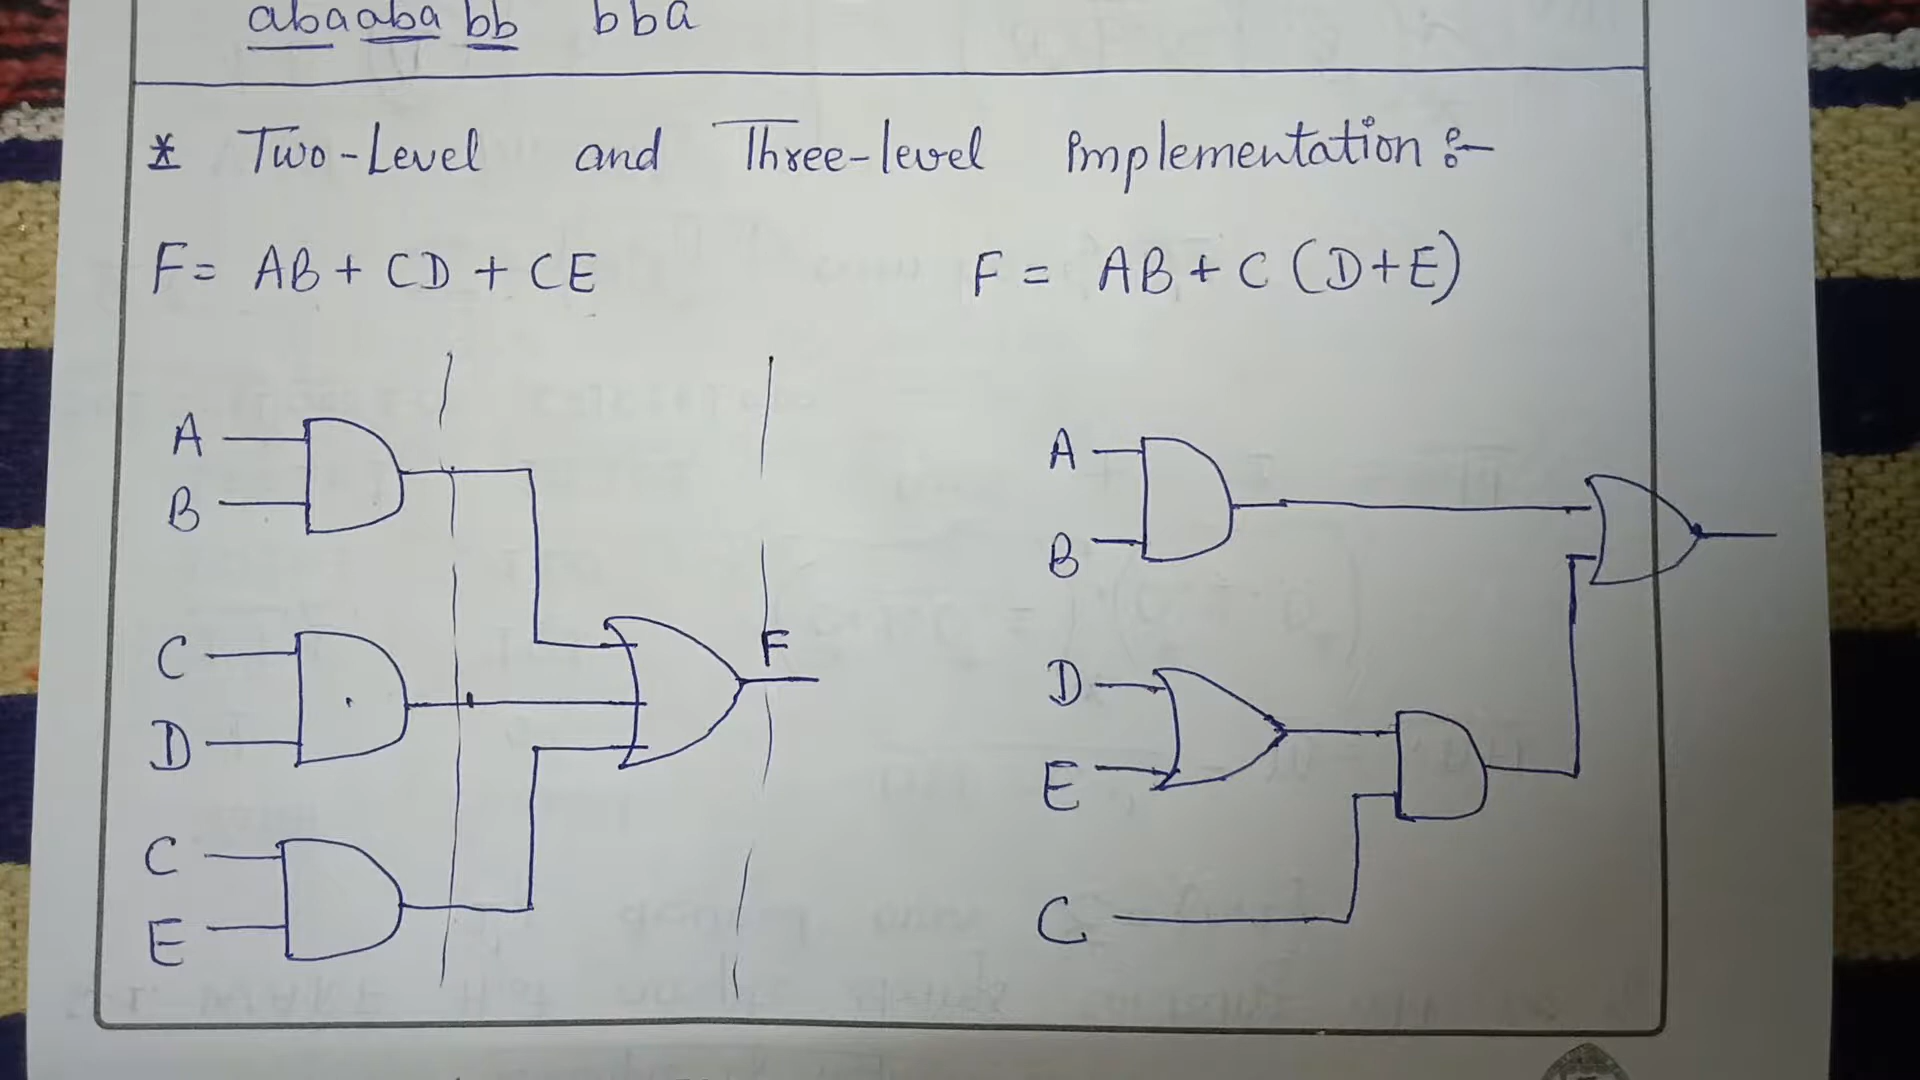 abaaba bb bba
* Two-Level and Three-level Implementation :-
F = AB + CD + CE
F = AB + C (D+E)
A
B
C
D
C
E
F
A
B
D
E
C